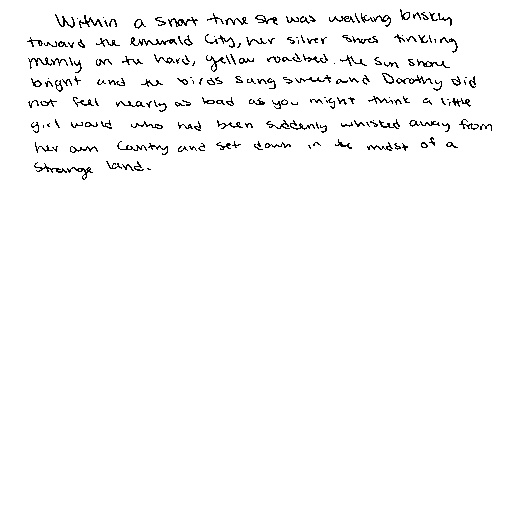 Within a short time she was walking briskly
toward the emerald City, her silver shoes tinkling
merrily on the hard, yellow roadbed. the sun shone
bright and the birds sang sweet and Dorothy did
not feel nearly as bad as you might think a little
girl would who had been suddenly whisked away from
her own Country and set down in the midst of a
strange land.